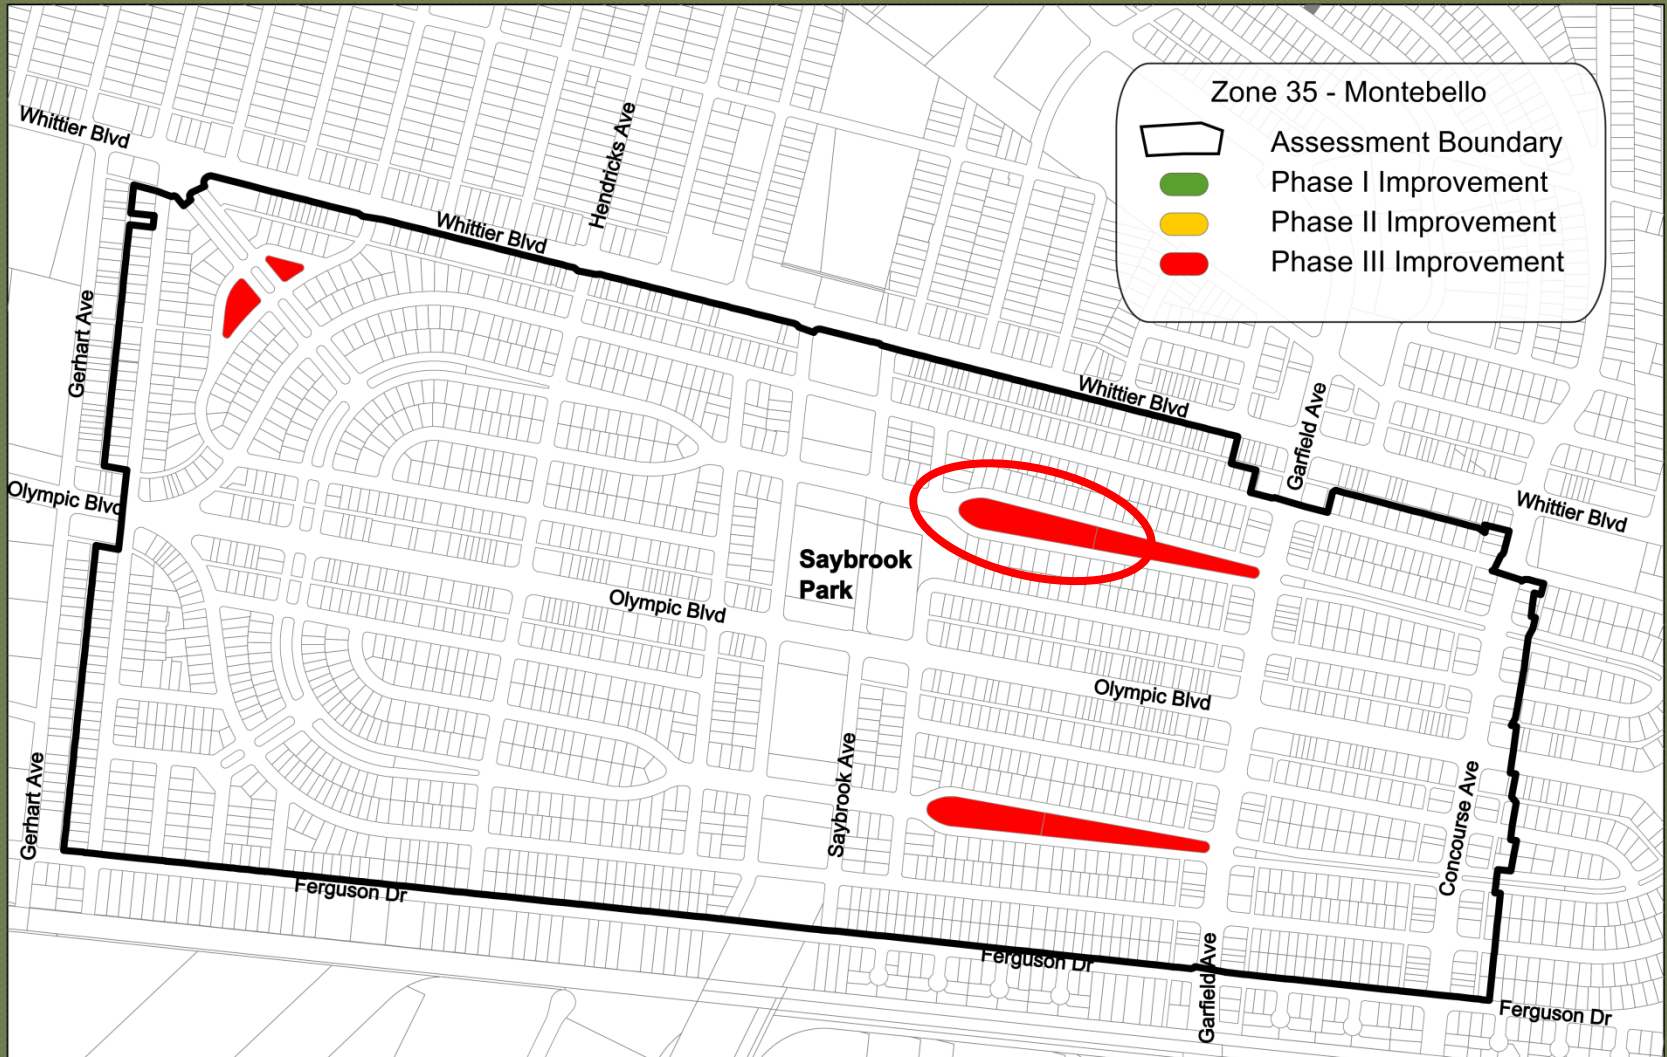 Zone 35 - Montebello
Assessment Boundary
Phase I Improvement
Phase II Improvement
Phase III Improvement
Whittier Blvd
Hendricks Ave
Whittier Blvd
Gerhart Ave
Whittier Blvd
Garfield Ave
Olympic Blvd
Whittier Blvd
Saybrook
Park
Olympic Blvd
Olympic Blvd
Gerhart Ave
Saybrook Ave
Concourse Ave
Ferguson Dr
Ferguson Dr
Garfield Ave
Ferguson Dr